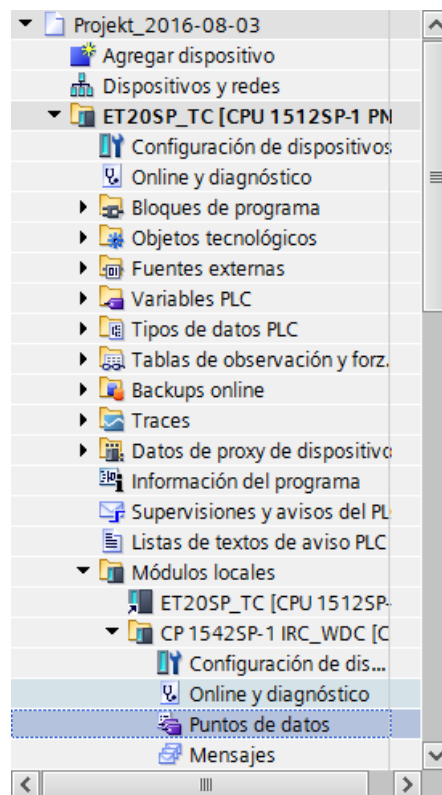 Projekt_2016-08-03
Agregar dispositivo
Dispositivos y redes
ET20SP_TC [CPU 1512SP-1 PN
Configuración de dispositivos
Online y diagnóstico
Bloques de programa
Objetos tecnológicos
Fuentes externas
Variables PLC
Tipos de datos PLC
Tablas de observación y forz.
Backups online
Traces
Datos de proxy de dispositivo
Información del programa
Supervisiones y avisos del PL
Listas de textos de aviso PLC
Módulos locales
ET20SP_TC [CPU 1512SP-
CP 1542SP-1 IRC_WDC [C
Configuración de dis...
Online y diagnóstico
Puntos de datos
Mensajes